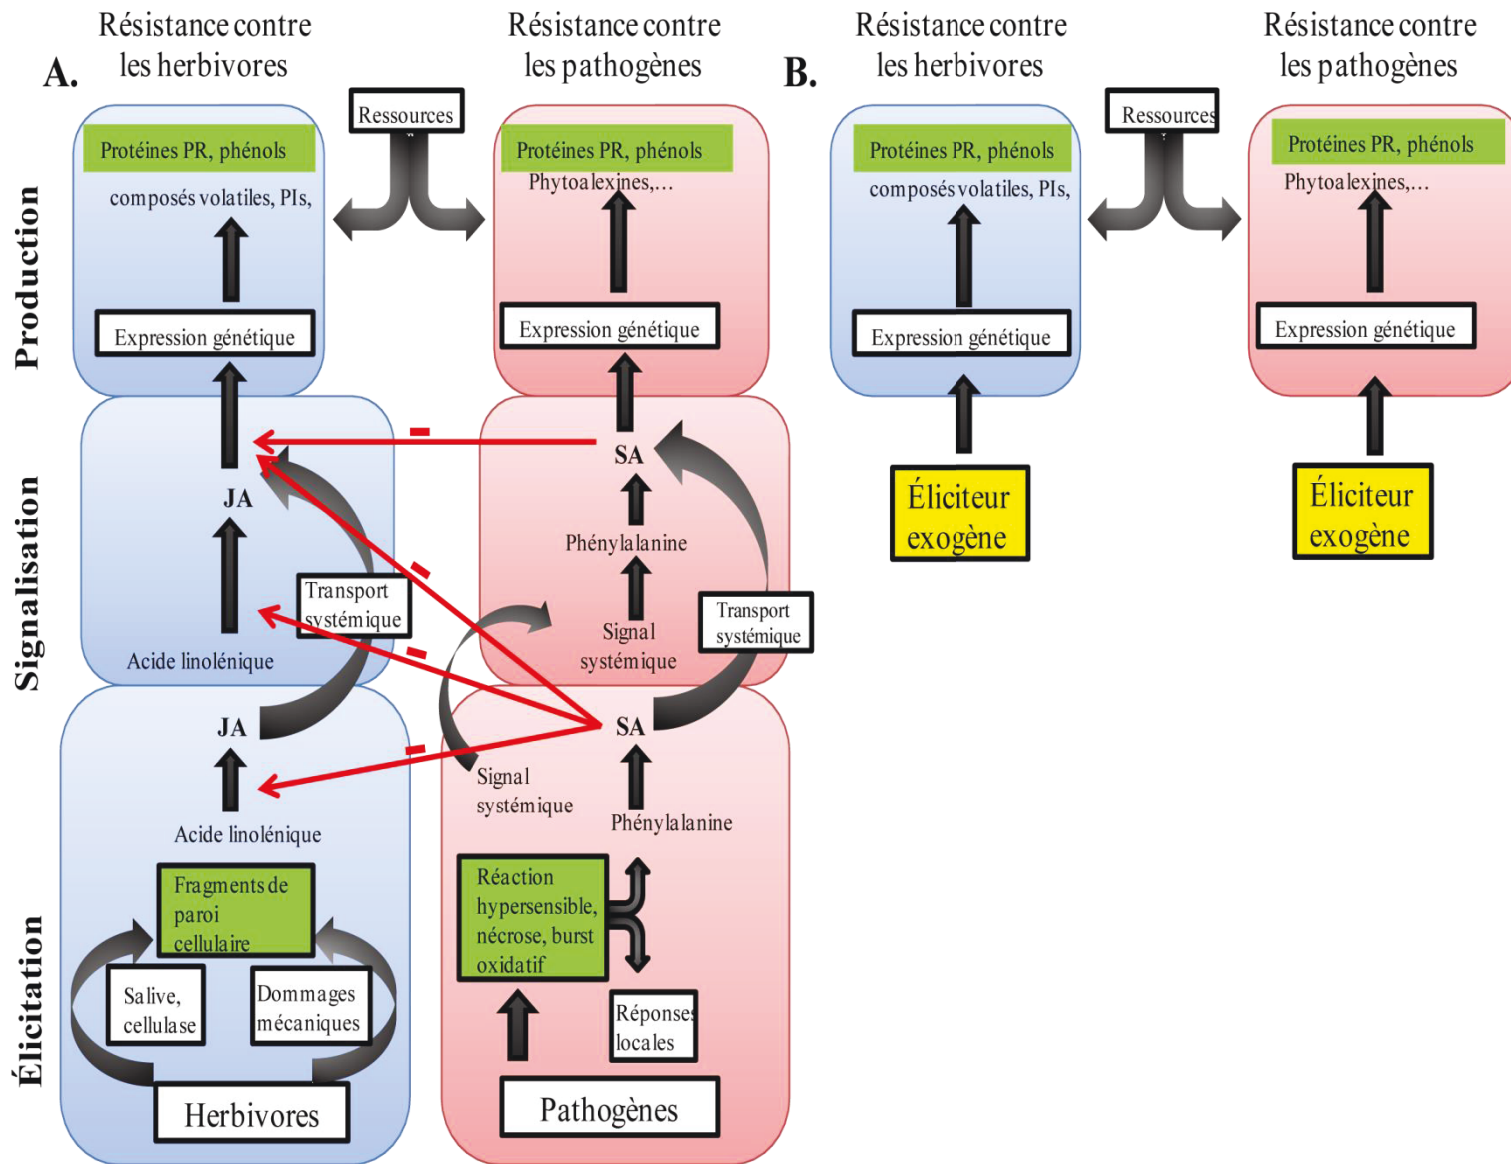 Résistance contre
les herbivores
A.
Résistance contre
les pathogènes
B.
Résistance contre
les herbivores
Résistance contre
les pathogènes
Production
Ressources
Protéines PR, phénols
composés volatiles, PIs,
Expression génétique
Protéines PR, phénols
Phytoalexines,...
Expression génétique
Ressources
Protéines PR, phénols
composés volatiles, PIs,
Expression génétique
Éliciteur
exogène
Protéines PR, phénols
Phytoalexines,...
Expression génétique
Éliciteur
exogène
Signalisation
JA
Transport
systémique
Acide linolénique
-
-
-
-
SA
Phénylalanine
Signal
systémique
Transport
systémique
Élicitation
JA
Acide linolénique
Fragments de
paroi
cellulaire
Salive,
cellulase
Dommages
mécaniques
Herbivores
SA
Signal
systémique
Phénylalanine
Réaction
hypersensible,
nécrose, burst
oxidatif
Réponses
locales
Pathogènes